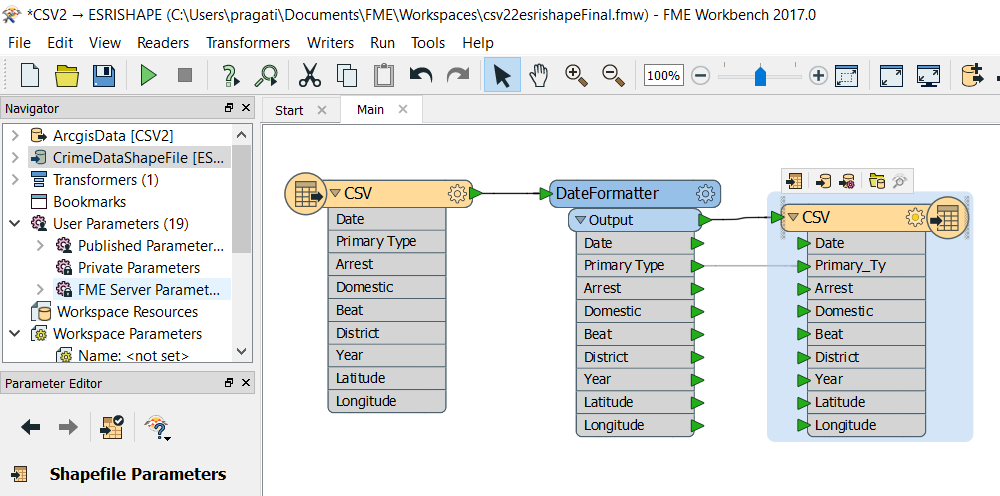 *CSV2 → ESRISHAPE (C:\Users\pragati\Documents\FME\Workspaces\csv22esrishapeFinal.fmw) - FME Workbench 2017.0
File Edit View Readers Transformers Writers Run Tools Help
100%
Navigator
ArcgisData [CSV2]
CrimeDataShapeFile [ES...
Transformers (1)
Bookmarks
User Parameters (19)
Published Parameter...
Private Parameters
FME Server Paramet...
Workspace Resources
Workspace Parameters
Name: <not set>
Parameter Editor
Shapefile Parameters
Start
Main
CSV
Date
Primary Type
Arrest
Domestic
Beat
District
Year
Latitude
Longitude
DateFormatter
Output
Date
Primary Type
Arrest
Domestic
Beat
District
Year
Latitude
Longitude
CSV
Date
Primary_Ty
Arrest
Domestic
Beat
District
Year
Latitude
Longitude